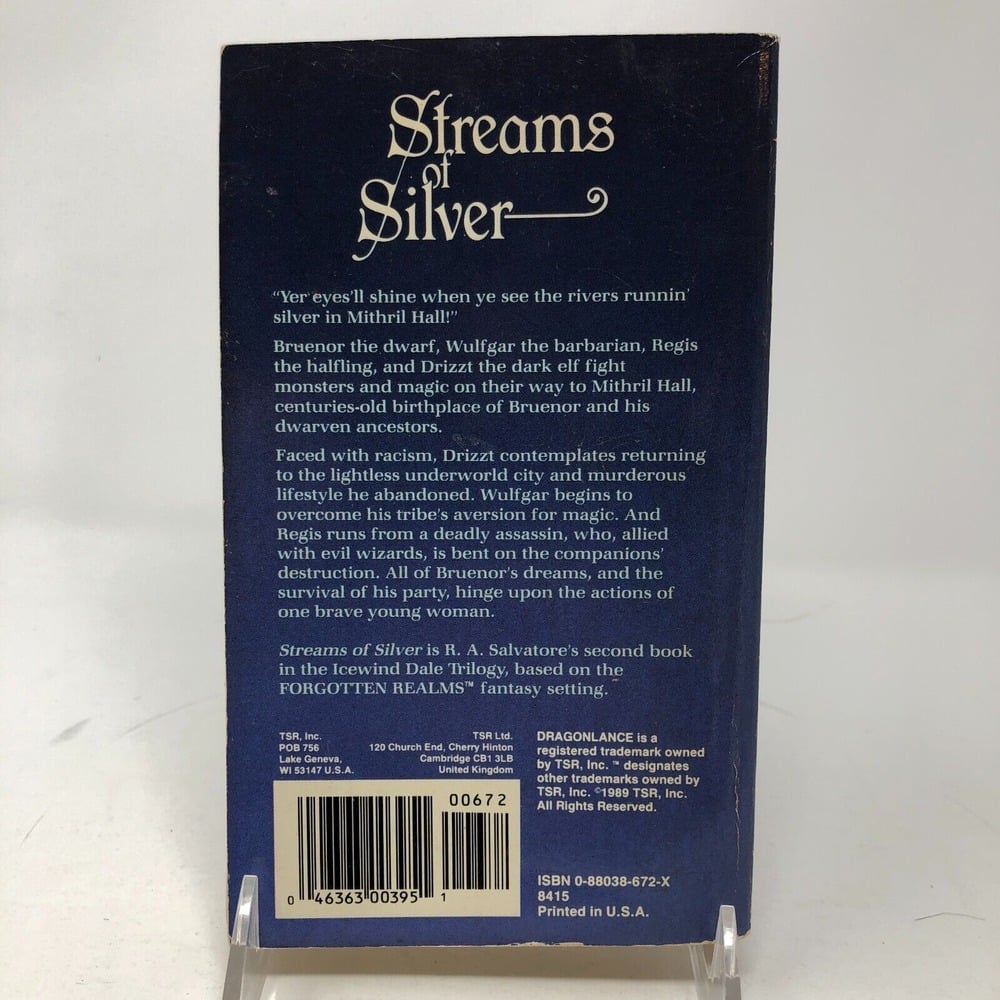 Streams
of
Silver
“Yer eyes'll shine when ye see the rivers runnin'
silver in Mithril Hall!”
Bruenor the dwarf, Wulfgar the barbarian, Regis
the halfling, and Drizzt the dark elf fight
monsters and magic on their way to Mithril Hall,
centuries-old birthplace of Bruenor and his
dwarven ancestors.
Faced with racism, Drizzt contemplates returning
to the lightless underworld city and murderous
lifestyle he abandoned. Wulfgar begins to
overcome his tribe's aversion for magic. And
Regis runs from a deadly assassin, who, allied
with evil wizards, is bent on the companions'
destruction. All of Bruenor's dreams, and the
survival of his party, hinge upon the actions of
one brave young woman.
Streams of Silver is R. A. Salvatore's second book
in the Icewind Dale Trilogy, based on the
FORGOTTEN REALMS™ fantasy setting.
TSR, Inc.
POB 756
Lake Geneva,
WI 53147 U.S.A.
TSR Ltd.
120 Church End, Cherry Hinton
Cambridge CB1 3LB
United Kingdom
DRAGONLANCE is a
registered trademark owned
by TSR, Inc. ™ designates
other trademarks owned by
TSR, Inc. ©1989 TSR, Inc.
All Rights Reserved.
00672
0 46363 00395 1
ISBN 0-88038-672-X
8415
Printed in U.S.A.